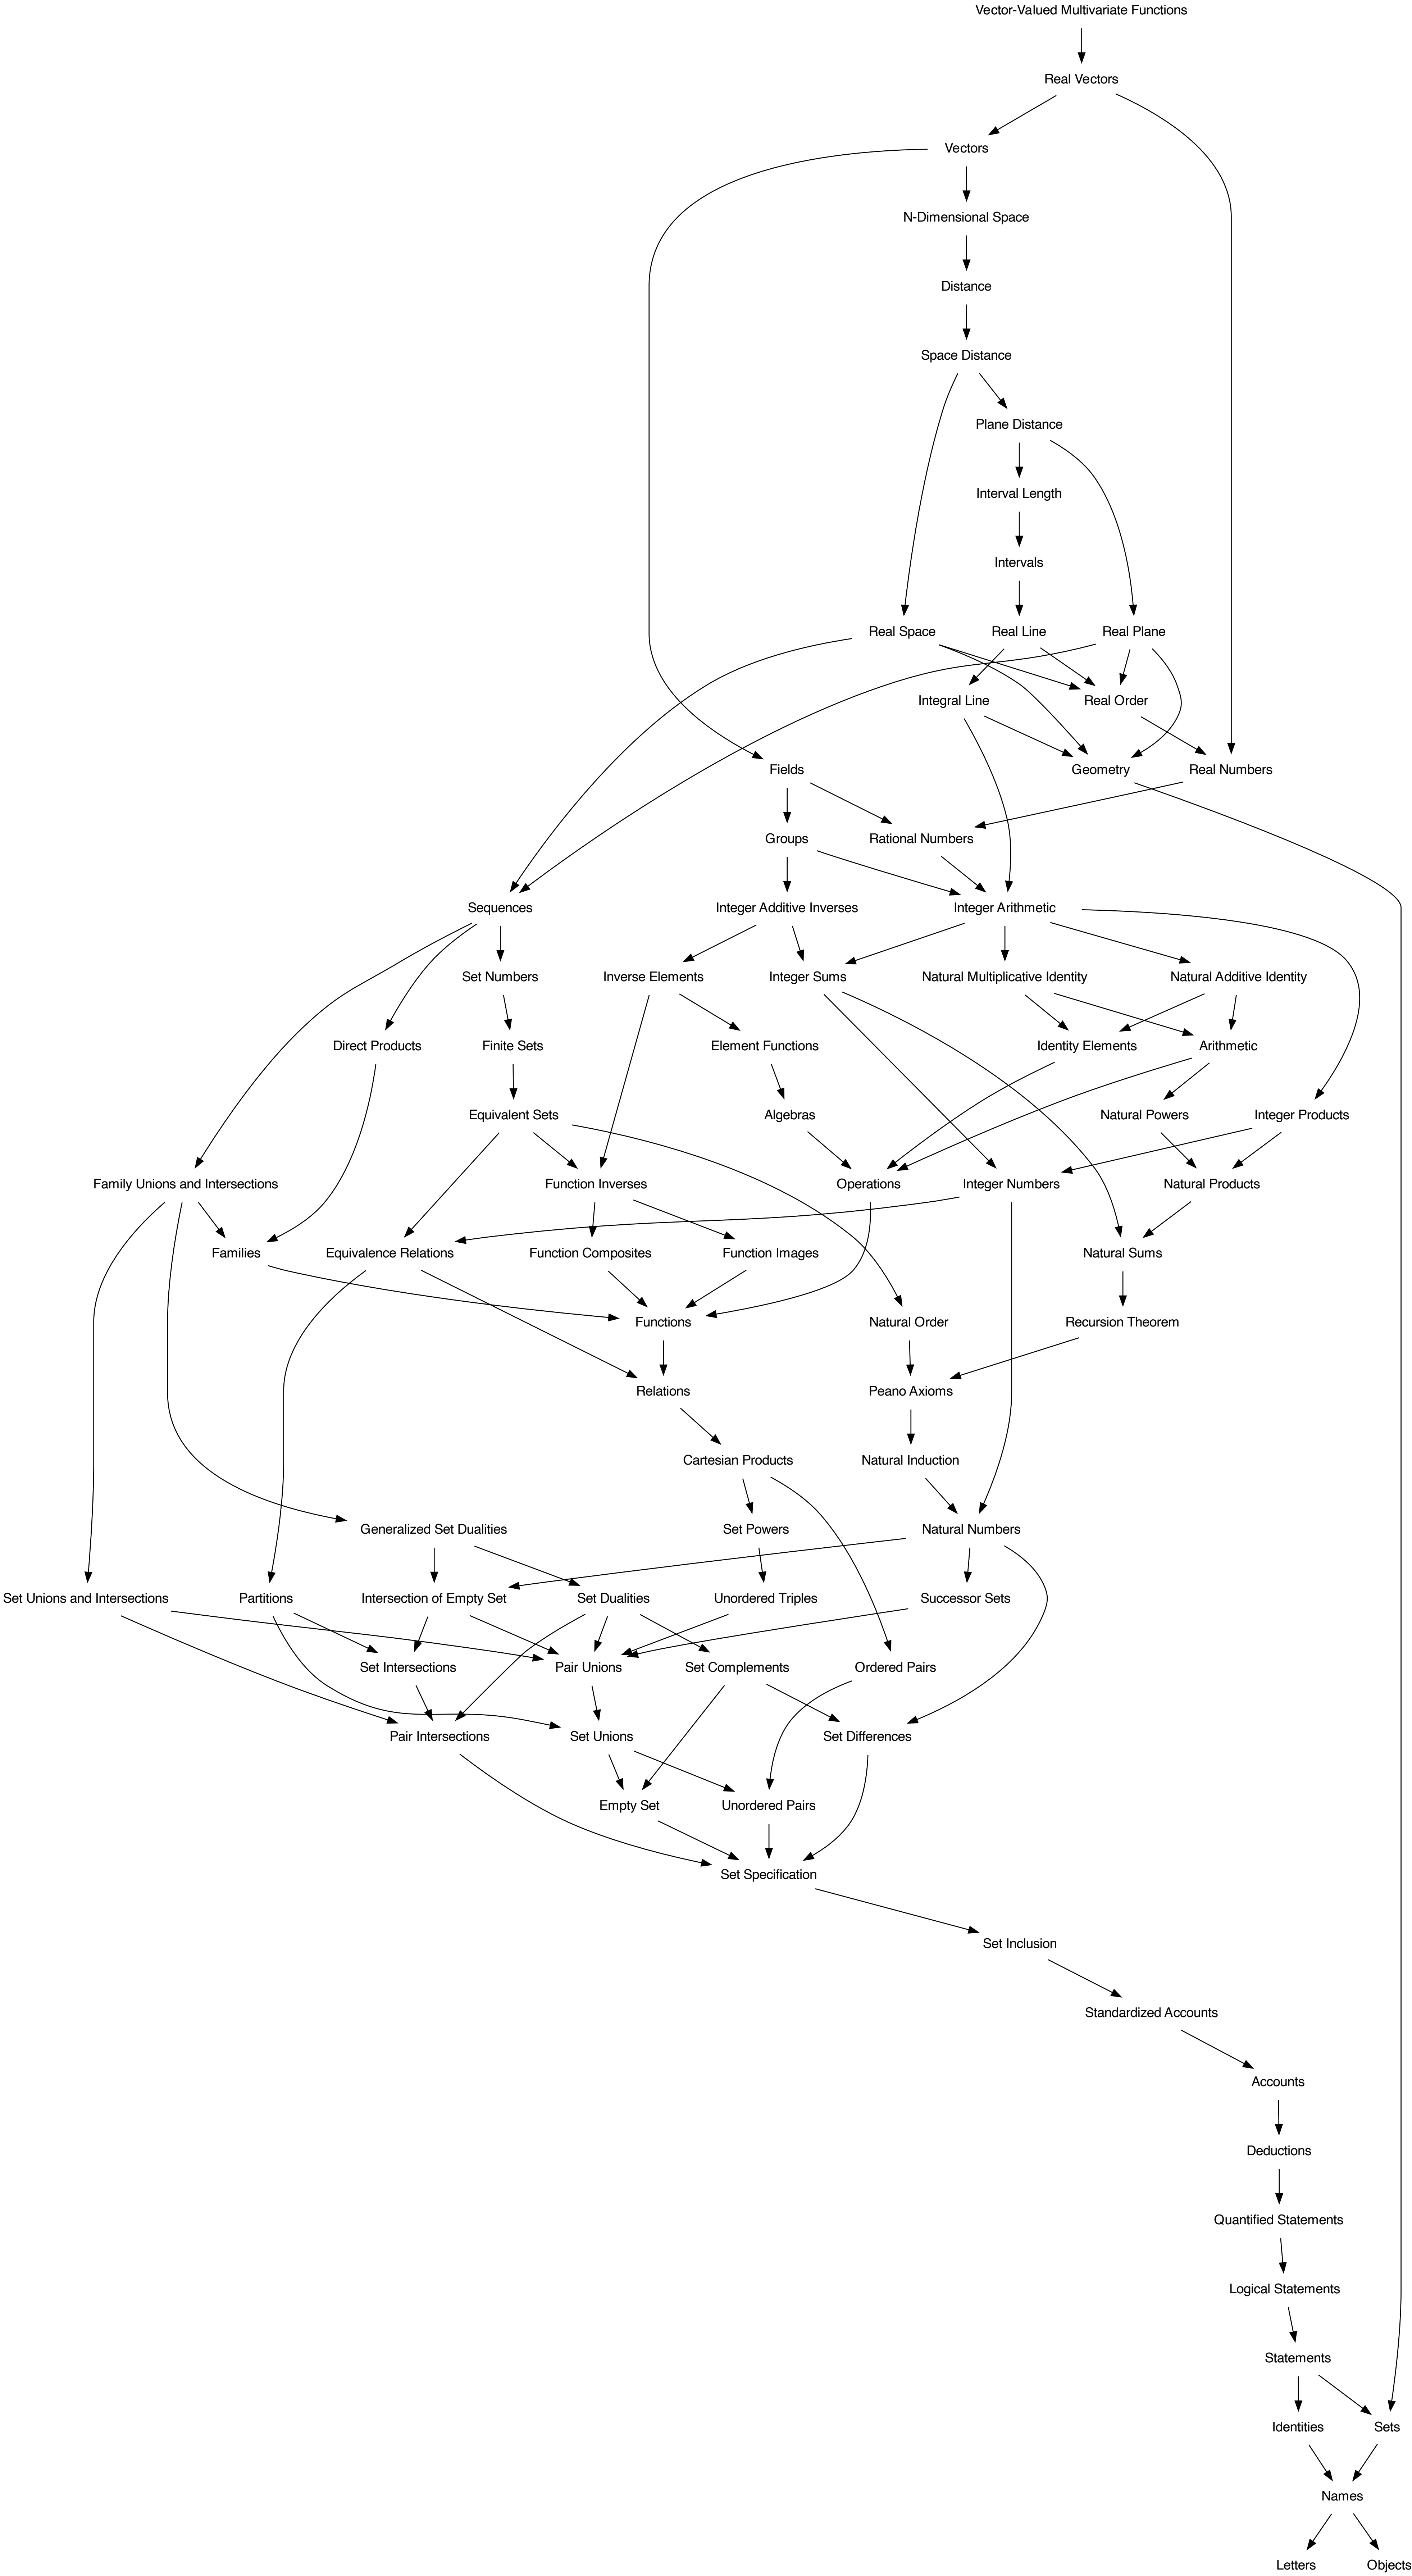 Vector-Valued Multivariate Functions
Real Vectors
Vectors
N-Dimensional Space
Distance
Space Distance
Plane Distance
Interval Length
Intervals
Real Space
Real Line
Real Plane
Integral Line
Real Order
Fields
Geometry
Real Numbers
Groups
Rational Numbers
Sequences
Integer Additive Inverses
Integer Arithmetic
Set Numbers
Inverse Elements
Integer Sums
Natural Multiplicative Identity
Natural Additive Identity
Direct Products
Finite Sets
Element Functions
Identity Elements
Arithmetic
Equivalent Sets
Algebras
Natural Powers
Integer Products
Family Unions and Intersections
Function Inverses
Operations
Integer Numbers
Natural Products
Families
Equivalence Relations
Function Composites
Function Images
Natural Sums
Functions
Natural Order
Recursion Theorem
Relations
Peano Axioms
Cartesian Products
Natural Induction
Generalized Set Dualities
Set Powers
Natural Numbers
Set Unions and Intersections
Partitions
Intersection of Empty Set
Set Dualities
Unordered Triples
Successor Sets
Set Intersections
Pair Unions
Set Complements
Ordered Pairs
Pair Intersections
Set Unions
Set Differences
Empty Set
Unordered Pairs
Set Specification
Set Inclusion
Standardized Accounts
Accounts
Deductions
Quantified Statements
Logical Statements
Statements
Identities
Sets
Names
Letters
Objects